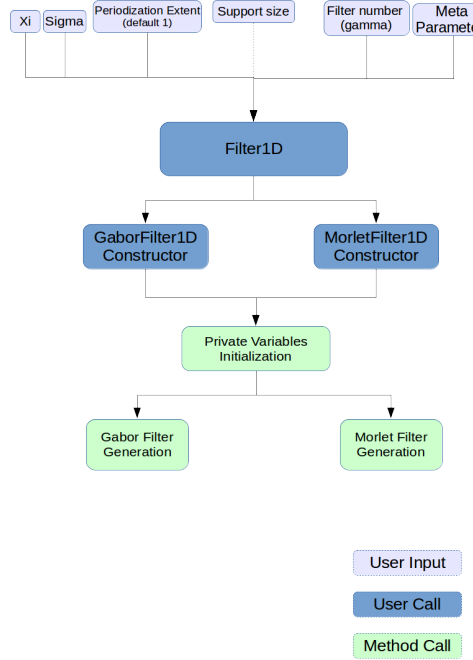 Xi
Sigma
Periodization Extent
(default 1)
Support size
Filter number
(gamma)
Meta
Filter1D
GaborFilter1D
Constructor
MorletFilter1D
Constructor
Private Variables
Initialization
Gabor Filter
Generation
Morlet Filter
Generation
User Input
User Call
Method Call